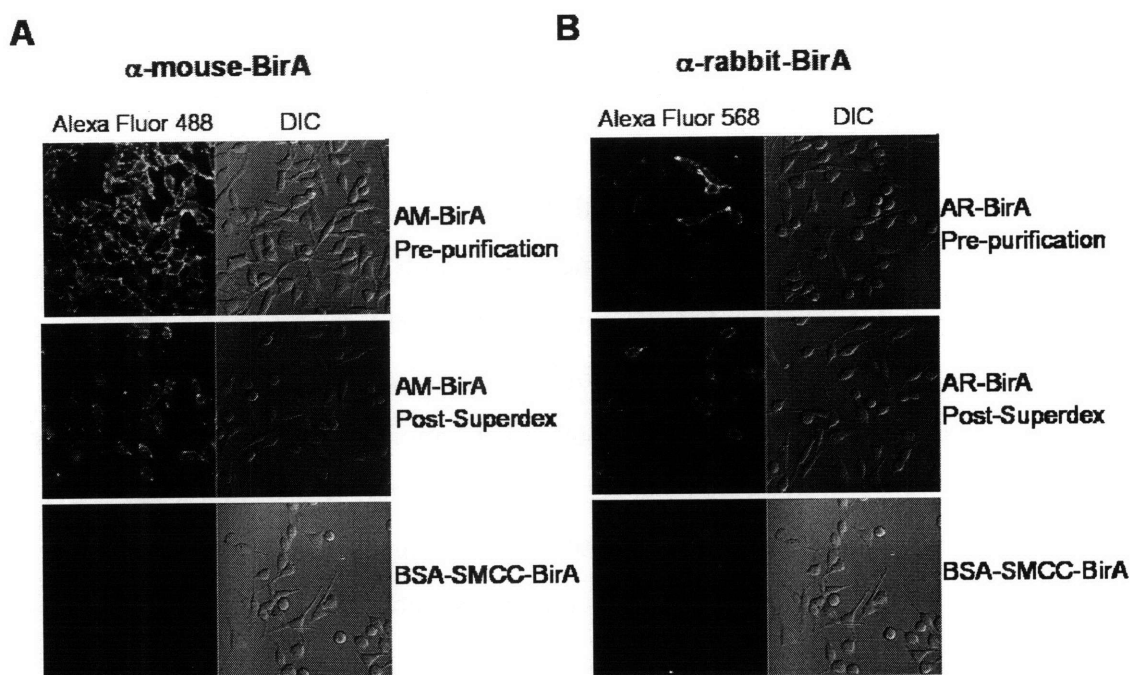 A
α-mouse-BirA
Alexa Fluor 488 DIC
AM-BirA
Pre-purification
AM-BirA
Post-Superdex
BSA-SMCC-BirA
B
α-rabbit-BirA
Alexa Fluor 568 DIC
AR-BirA
Pre-purification
AR-BirA
Post-Superdex
BSA-SMCC-BirA